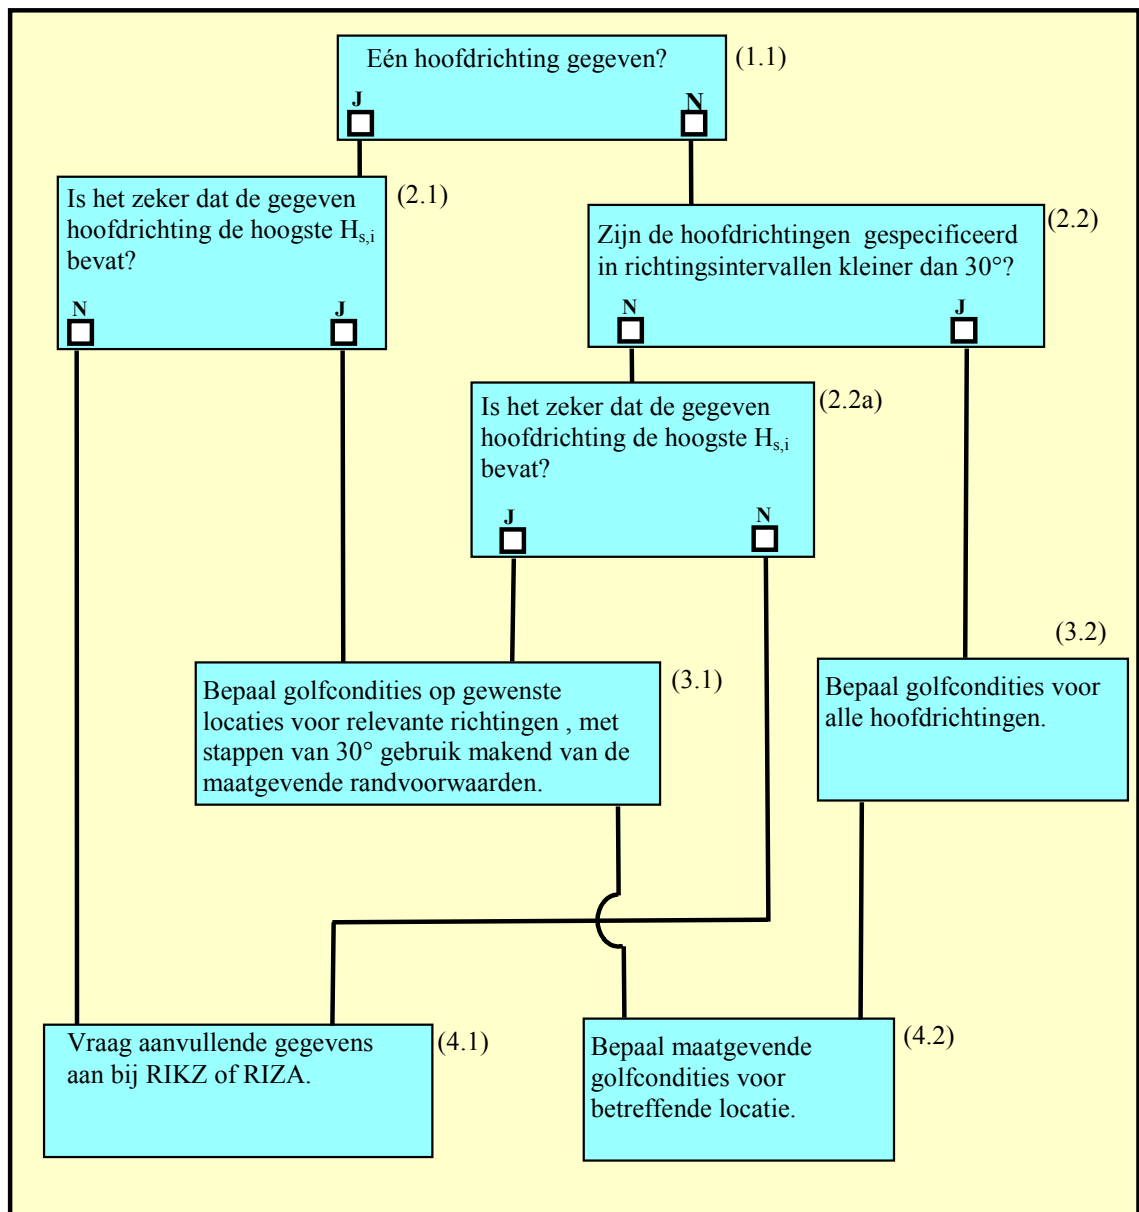 Eén hoofdrichting gegeven?
(1.1)
J
N
Is het zeker dat de gegeven
hoofdrichting de hoogste Hs,i
bevat?
(2.1)
N
J
Zijn de hoofdrichtingen gespecificeerd
in richtingsintervallen kleiner dan 30°?
(2.2)
N
J
Is het zeker dat de gegeven
hoofdrichting de hoogste Hs,i
bevat?
(2.2a)
J
N
Bepaal golfcondities op gewenste
locaties voor relevante richtingen , met
stappen van 30° gebruik makend van de
maatgevende randvoorwaarden.
(3.1)
(3.2)
Bepaal golfcondities voor
alle hoofdrichtingen.
Vraag aanvullende gegevens
aan bij RIKZ of RIZA.
(4.1)
Bepaal maatgevende
golfcondities voor
betreffende locatie.
(4.2)